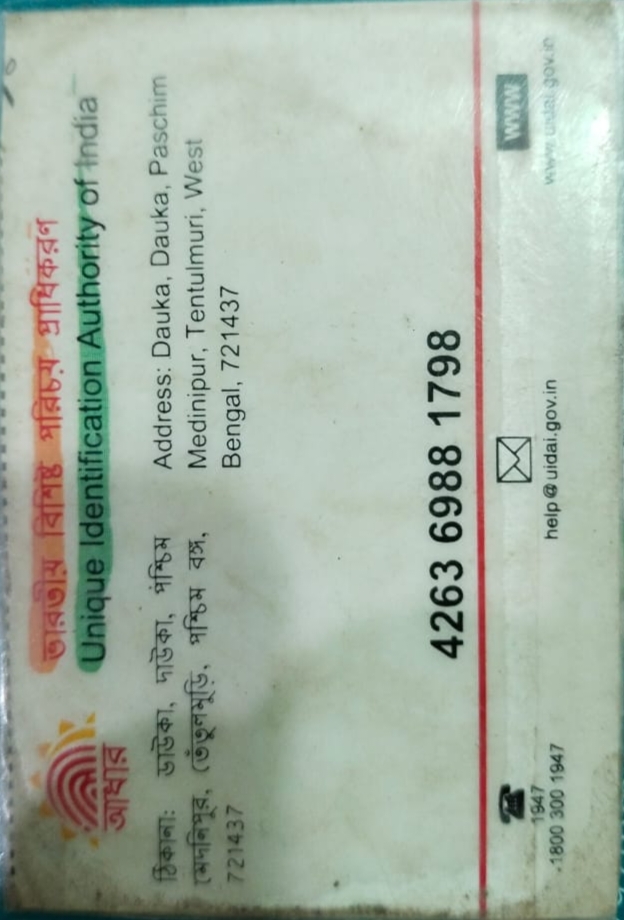 ভারতীয় বিশিষ্ট পরিচয় প্রাধিকরণ
Unique Identification Authority of India
আধার
ঠিকানা: ডাউকা, দাউকা, পশ্চিম
মেদিনিপুর, তেঁতুলমুড়ি, পশ্চিম বঙ্গ,
721437
Address: Dauka, Dauka, Paschim
Medinipur, Tentulmuri, West
Bengal, 721437
4263 6988 1798
1947
1800 300 1947
help@uidai.gov.in
www
www.uidai.gov.in